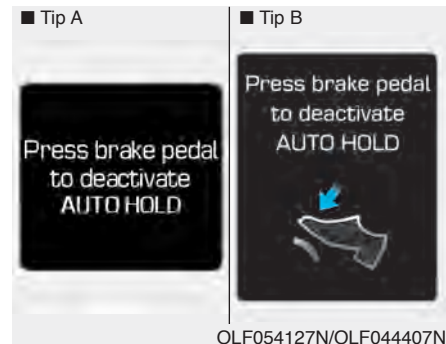 ■ Tip A
Press brake pedal
to deactivate
AUTO HOLD
■ Tip B
Press brake pedal
to deactivate
AUTO HOLD
OLF054127N/OLF044407N